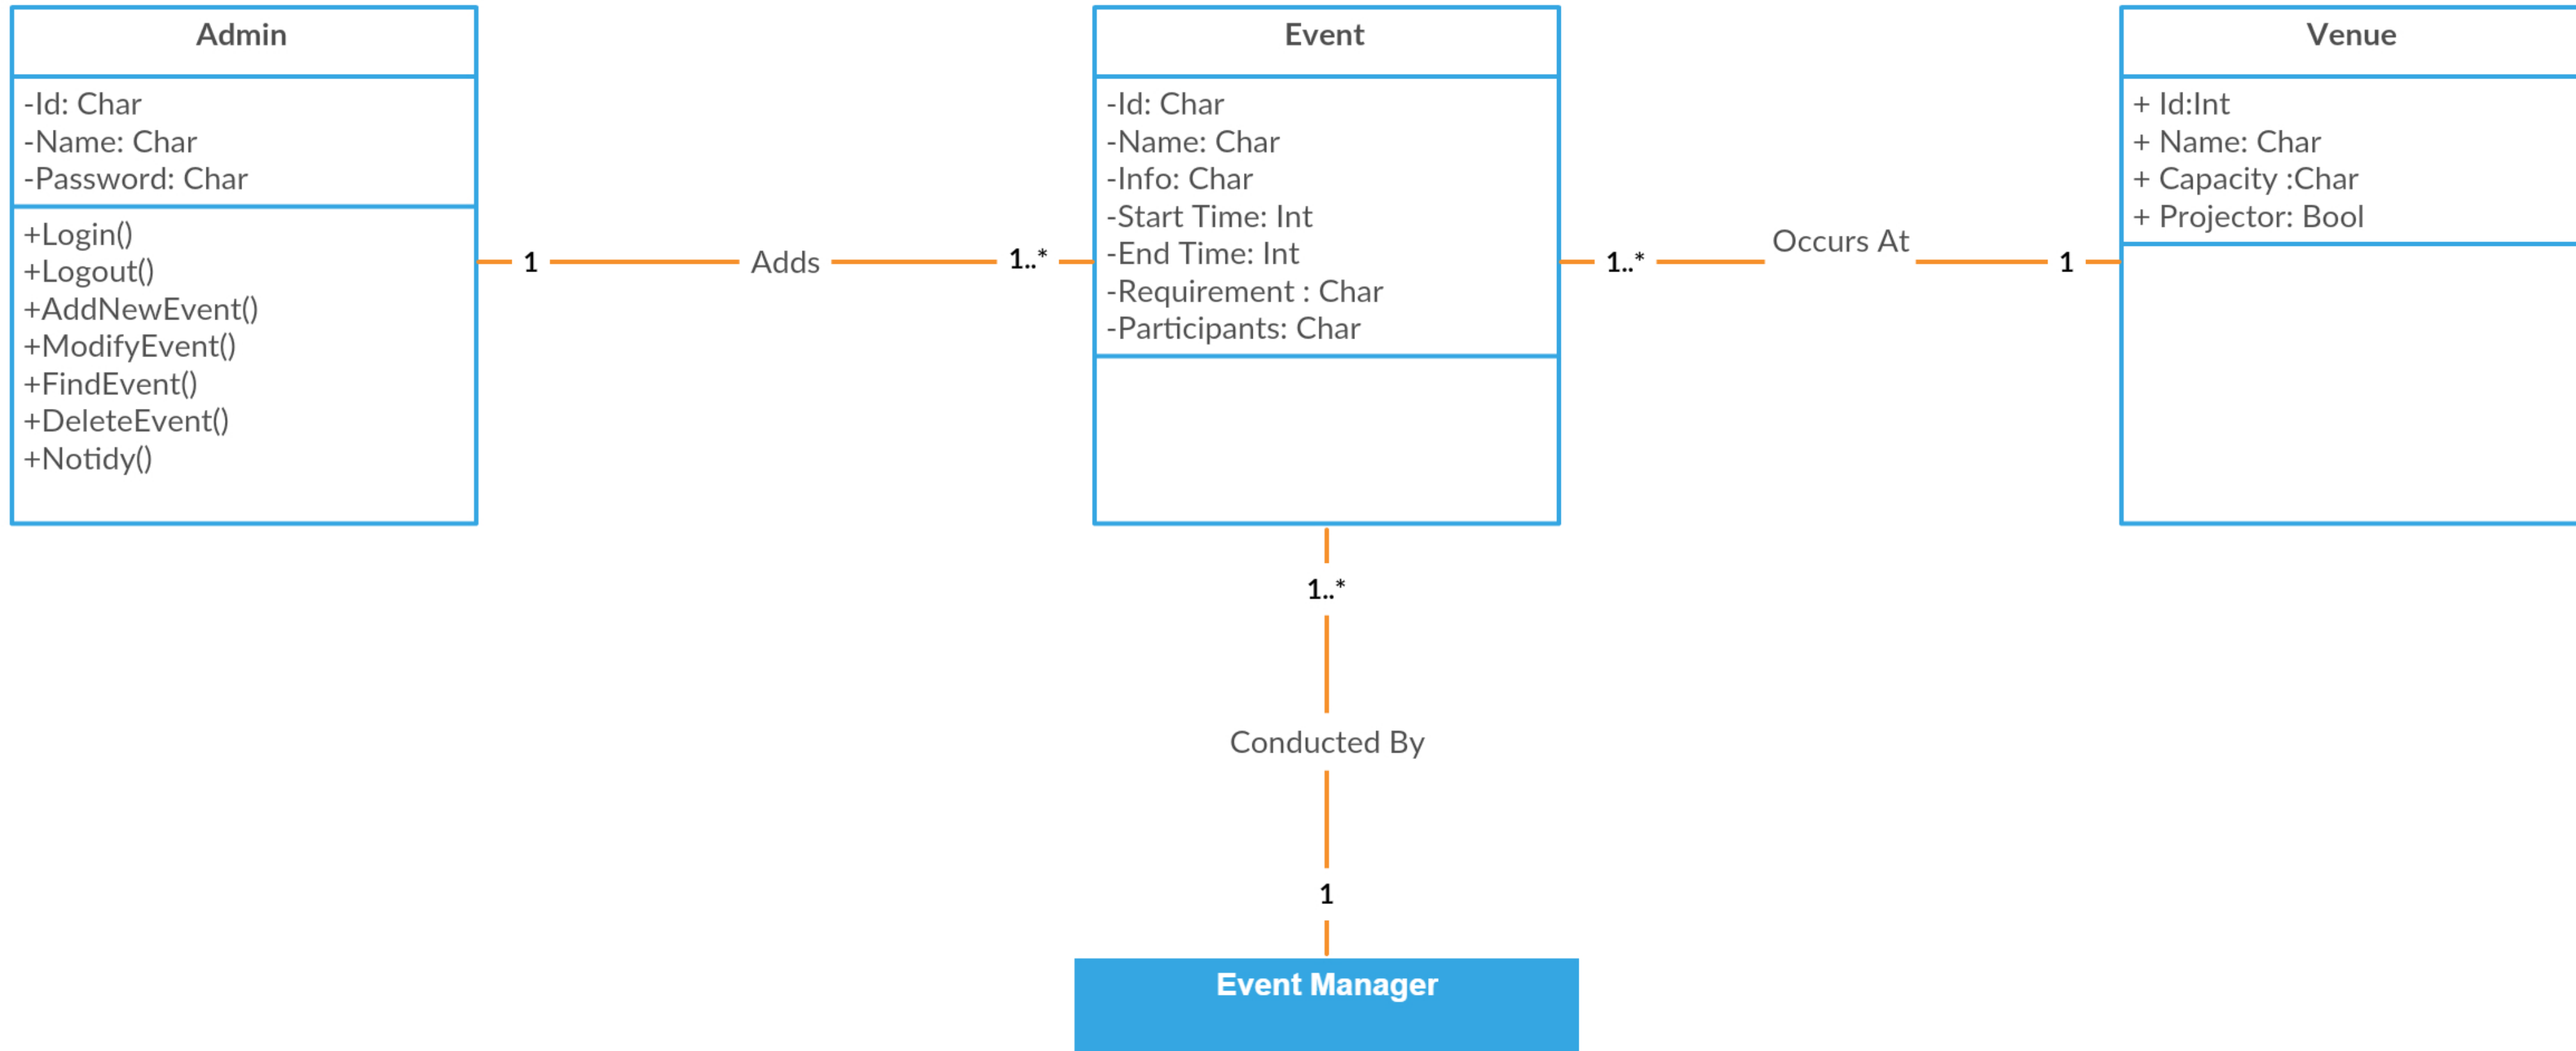 Admin
-Id: Char
-Name: Char
-Password: Char
+Login()
+Logout()
+AddNewEvent()
+ModifyEvent()
+FindEvent()
+DeleteEvent()
+Notidy()
1
Adds
1..*
Event
-Id: Char
-Name: Char
-Info: Char
-Start Time: Int
-End Time: Int
-Requirement : Char
-Participants: Char
1..*
Occurs At
1
Venue
+ Id:Int
+ Name: Char
+ Capacity :Char
+ Projector: Bool
1..*
Conducted By
1
Event Manager